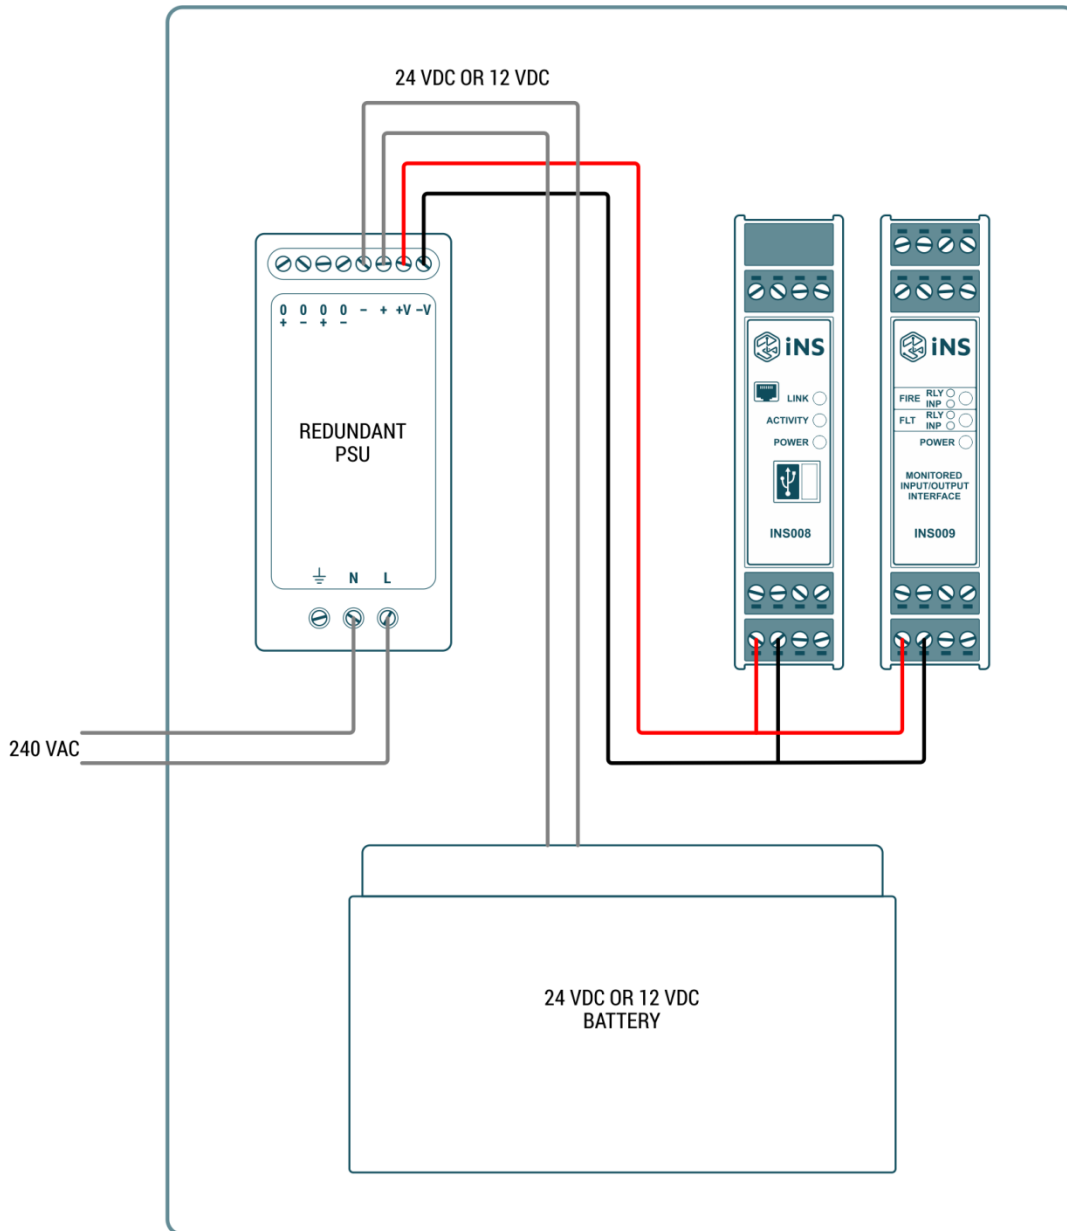 24 VDC OR 12 VDC
0 0 0 0 – + +V –V
+ – + –
REDUNDANT
PSU
N L
240 VAC
iNS
LINK
ACTIVITY
POWER
INS008
iNS
FIRE RLY
INP
FLT RLY
INP
POWER
MONITORED
INPUT/OUTPUT
INTERFACE
INS009
24 VDC OR 12 VDC
BATTERY